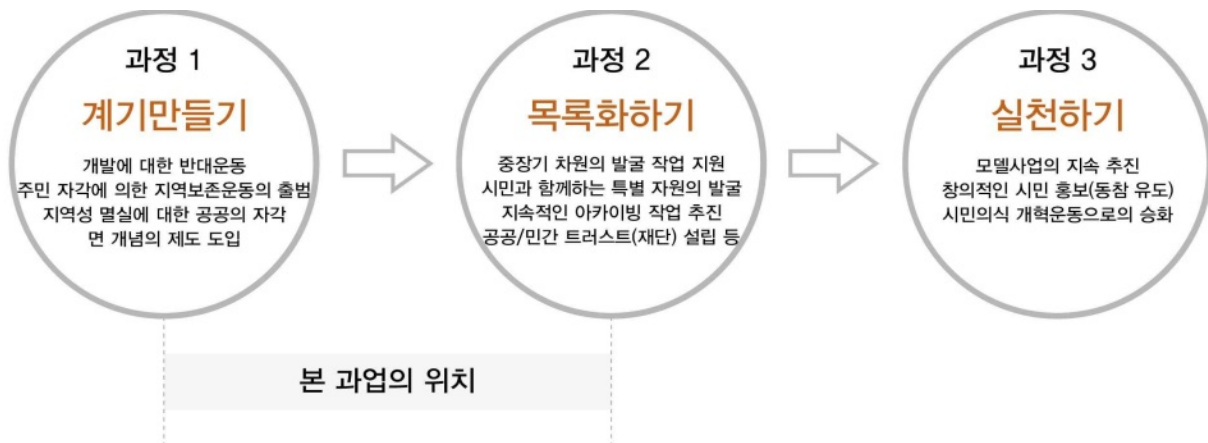 과정 1
계기만들기
개발에 대한 반대운동
주민 자각에 의한 지역보존운동의 출범
지역성 멸실에 대한 공공의 자각
면 개념의 제도 도입
과정 2
목록화하기
중장기 차원의 발굴 작업 지원
시민과 함께하는 특별 자원의 발굴
지속적인 아카이빙 작업 추진
공공/민간 트러스트(재단) 설립 등
과정 3
실천하기
모델사업의 지속 추진
창의적인 시민 홍보(동참 유도)
시민의식 개혁운동으로의 승화
본 과업의 위치